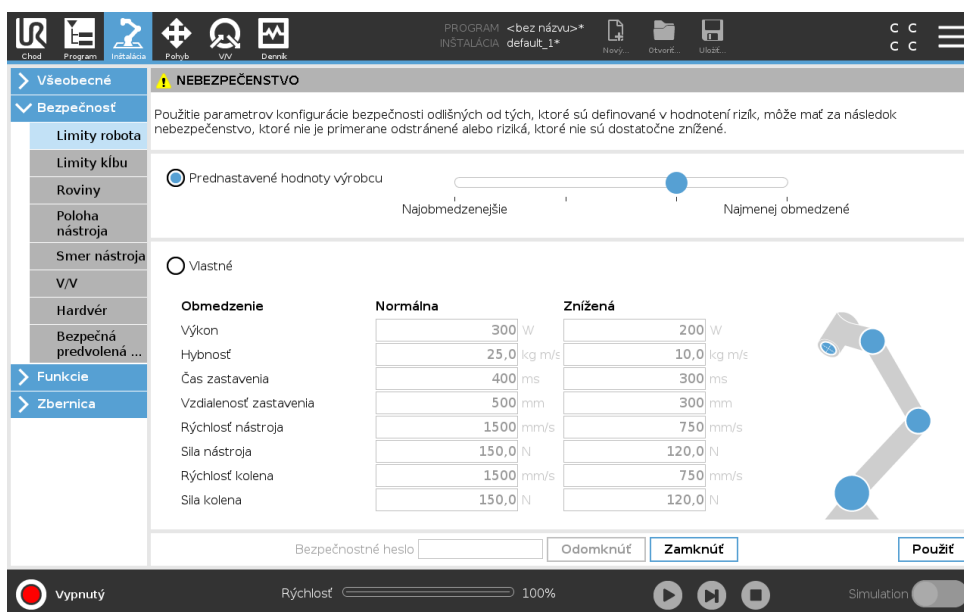 PROGRAM <bez názvu>*
INŠTALÁCIA default_1*
UR
Chod Program Inštalácia Pohyb V/V Denník Nový... Otvoriť... Uložiť...
C C
C C
Všeobecné
Bezpečnosť
Limity robota
Limity kĺbu
Roviny
Poloha
nástroja
Smer nástroja
V/V
Hardvér
Bezpečná
predvolená ...
Funkcie
Zbernica
NEBEZPEČENSTVO
Použitie parametrov konfigurácie bezpečnosti odlišných od tých, ktoré sú definované v hodnotení rizík, môže mať za následok
nebezpečenstvo, ktoré nie je primerane odstránené alebo riziká, ktoré nie sú dostatočne znížené.
Prednastavené hodnoty výrobcu
Najobmedzenejšie Najmenej obmedzené
Vlastné
Obmedzenie Normálna Znížená
Výkon 300 W 200 W
Hybnosť 25,0 kg m/s 10,0 kg m/s
Čas zastavenia 400 ms 300 ms
Vzdialenosť zastavenia 500 mm 300 mm
Rýchlosť nástroja 1500 mm/s 750 mm/s
Sila nástroja 150,0 N 120,0 N
Rýchlosť kolena 1500 mm/s 750 mm/s
Sila kolena 150,0 N 120,0 N
Bezpečnostné heslo Odomknúť Zamknúť Použiť
Vypnutý Rýchlosť 100% Simulation